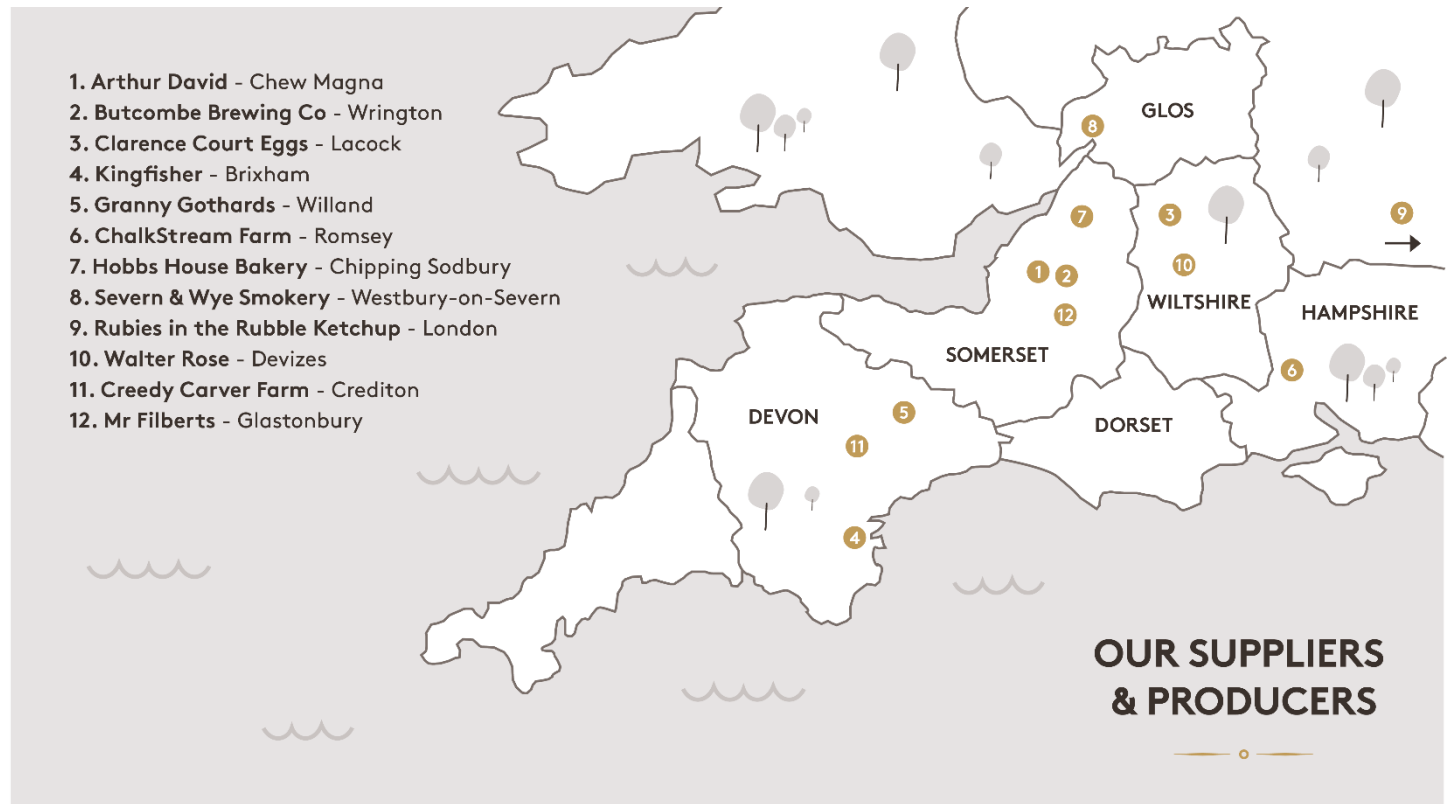 1. Arthur David - Chew Magna
2. Butcombe Brewing Co - Wrington
3. Clarence Court Eggs - Lacock
4. Kingfisher - Brixham
5. Granny Gothards - Willand
6. ChalkStream Farm - Romsey
7. Hobbs House Bakery - Chipping Sodbury
8. Severn & Wye Smokery - Westbury-on-Severn
9. Rubies in the Rubble Ketchup - London
10. Walter Rose - Devizes
11. Creedy Carver Farm - Crediton
12. Mr Filberts - Glastonbury
GLOS
8
7
3
9
1
2
10
12
WILTSHIRE
HAMPSHIRE
SOMERSET
6
DEVON
5
DORSET
11
4
OUR SUPPLIERS
& PRODUCERS